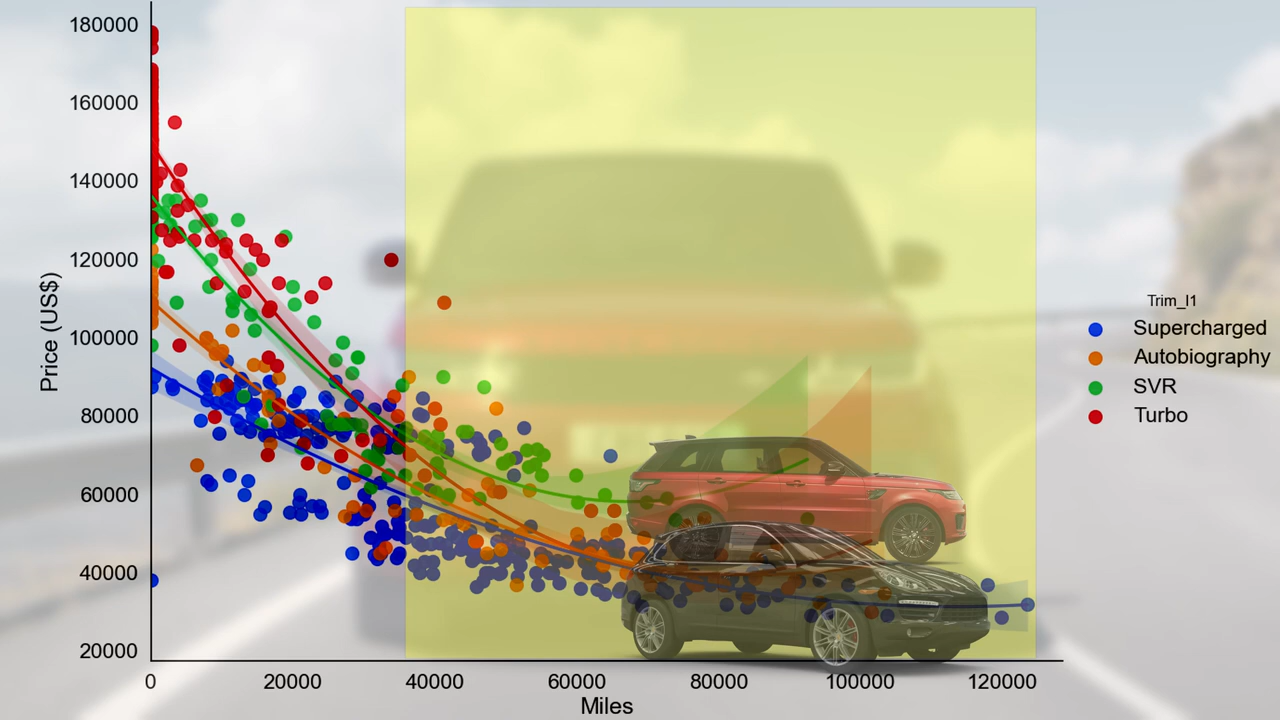 180000
160000
140000
120000
100000
80000
60000
40000
20000
Price (US$)
0 20000 40000 60000 80000 100000 120000
Miles
Trim_l1
Supercharged
Autobiography
SVR
Turbo